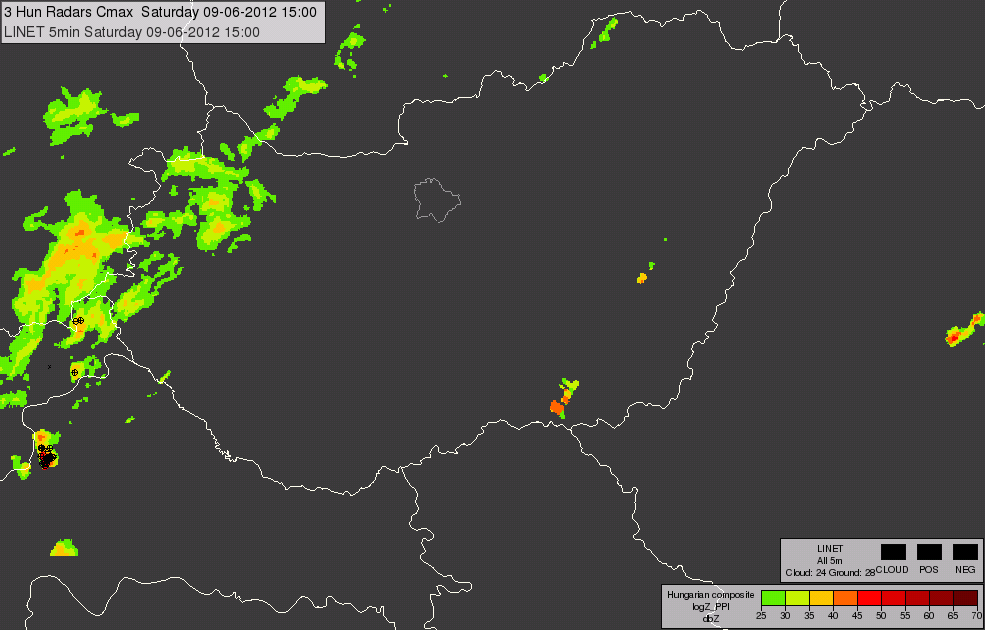 3 Hun Radars Cmax Saturday 09-06-2012 15:00
LINET 5min Saturday 09-06-2012 15:00
LINET
All 5m
Cloud: 24 Ground: 28
CLOUD POS NEG
Hungarian composite
logZ_PPI
dbZ
25 30 35 40 45 50 55 60 65 70